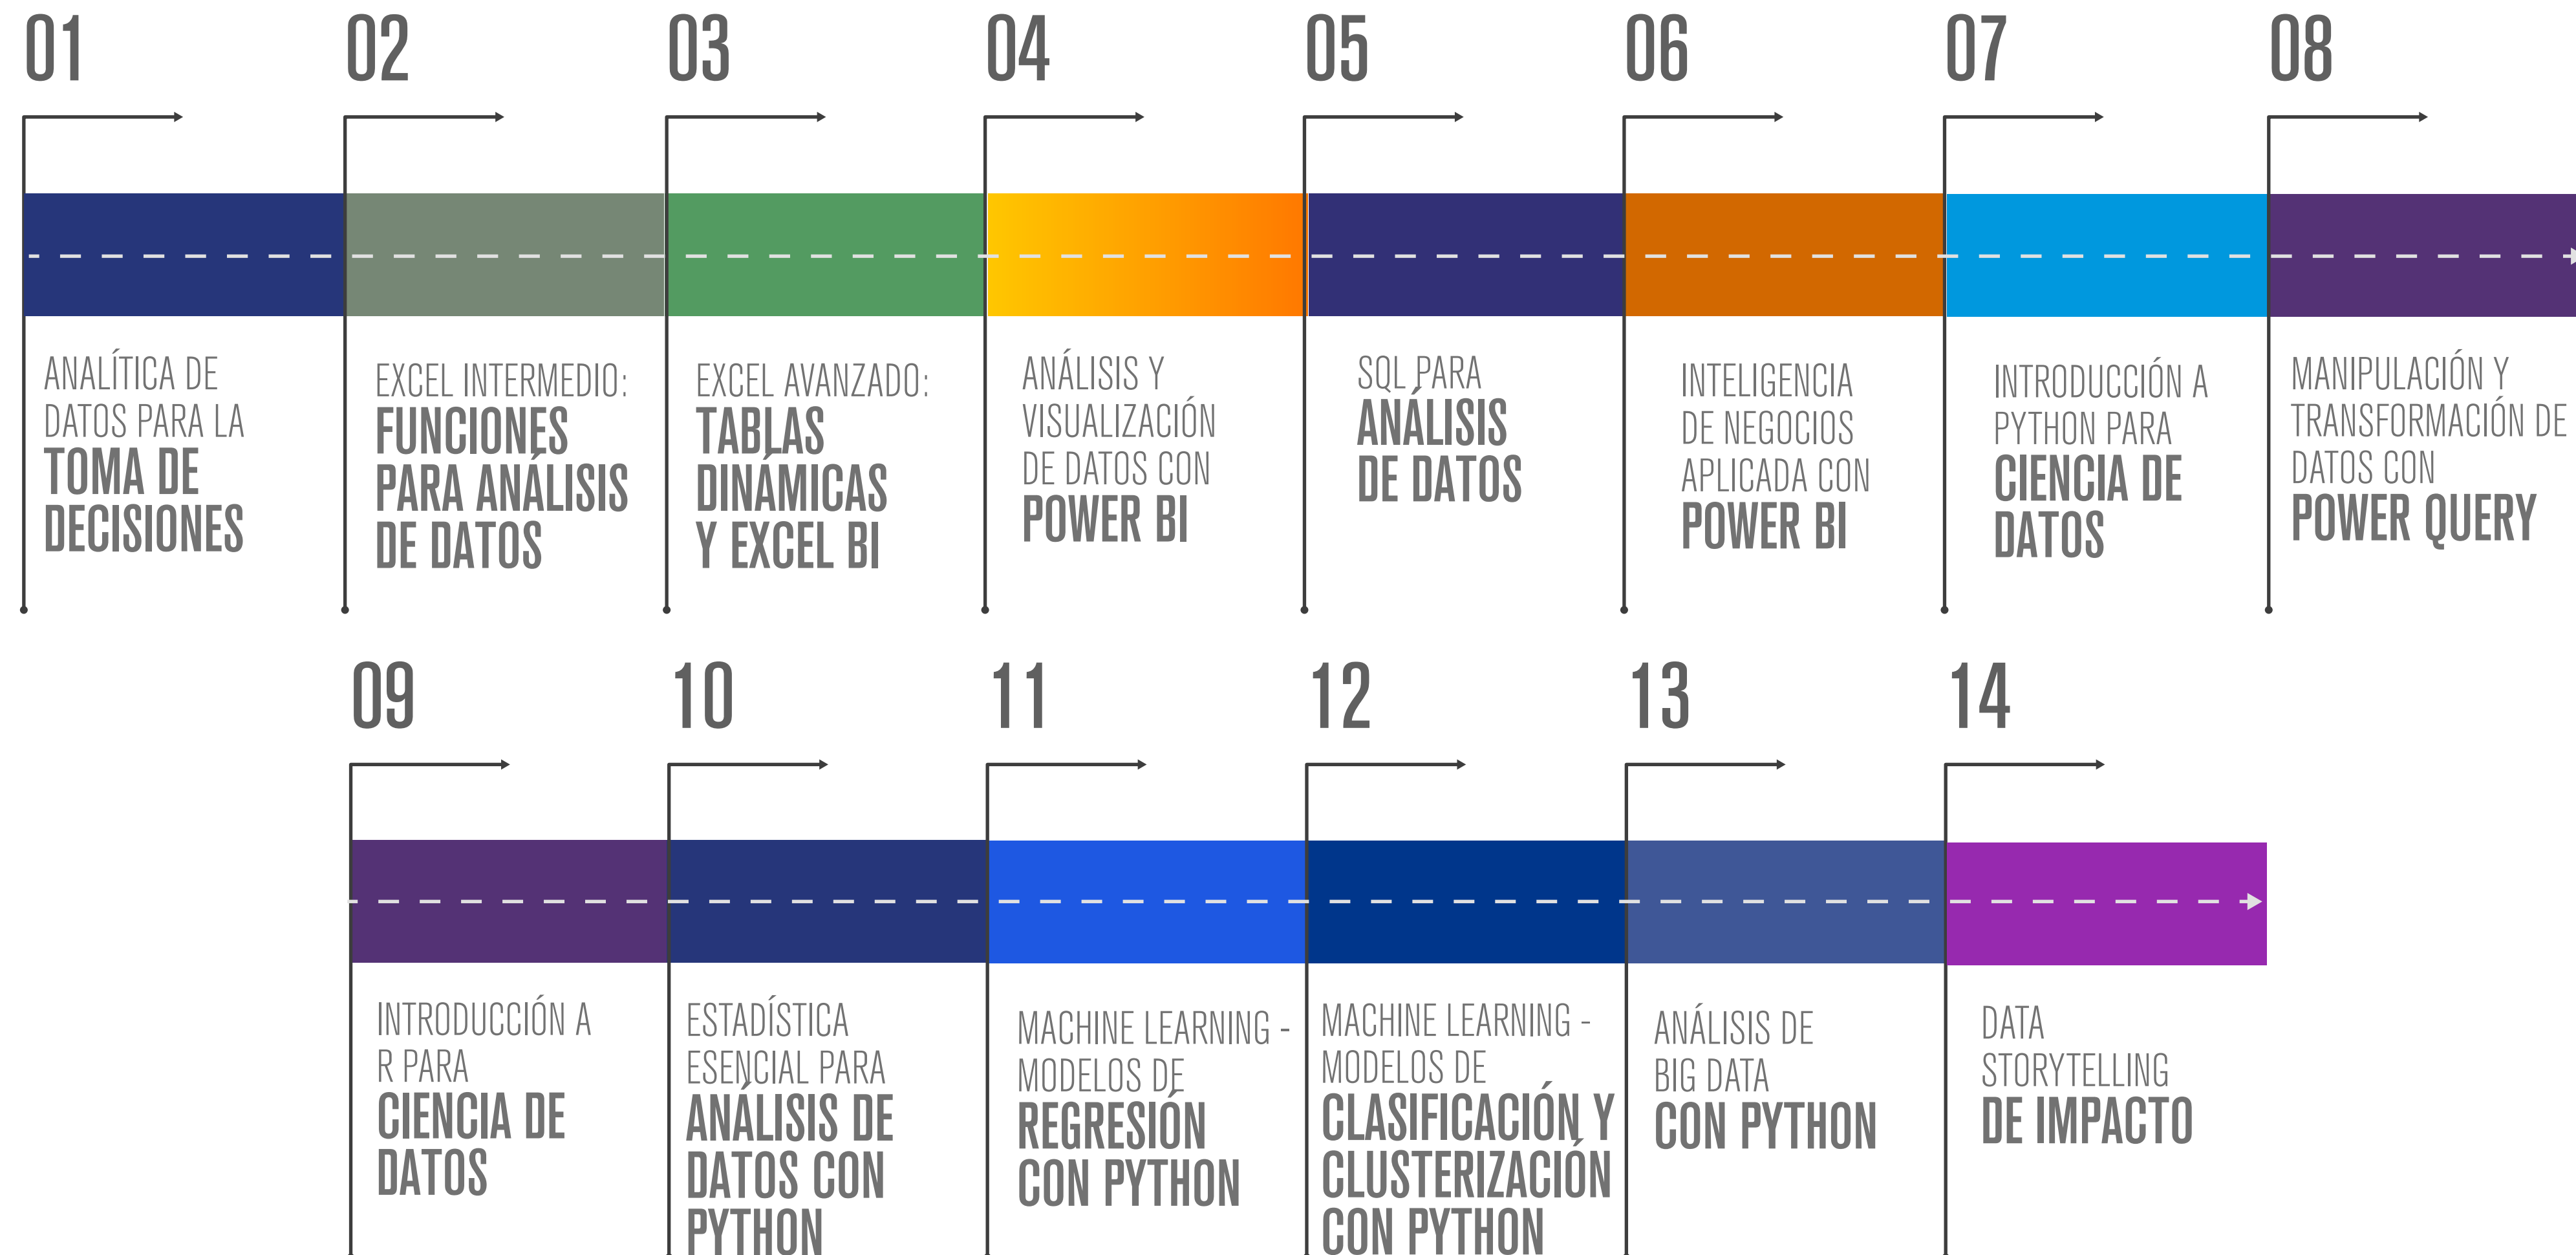 01
02
03
04
05
06
07
08
ANALÍTICA DE
DATOS PARA LA
TOMA DE
DECISIONES
EXCEL INTERMEDIO:
FUNCIONES
PARA ANÁLISIS
DE DATOS
EXCEL AVANZADO:
TABLAS
DINÁMICAS
Y EXCEL BI
ANÁLISIS Y
VISUALIZACIÓN
DE DATOS CON
POWER BI
SQL PARA
ANÁLISIS
DE DATOS
INTELIGENCIA
DE NEGOCIOS
APLICADA CON
POWER BI
INTRODUCCIÓN A
PYTHON PARA
CIENCIA DE
DATOS
MANIPULACIÓN Y
TRANSFORMACIÓN DE
DATOS CON
POWER QUERY
09
10
11
12
13
14
INTRODUCCIÓN A
R PARA
CIENCIA DE
DATOS
ESTADÍSTICA
ESENCIAL PARA
ANÁLISIS DE
DATOS CON
PYTHON
MACHINE LEARNING -
MODELOS DE
REGRESIÓN
CON PYTHON
MACHINE LEARNING -
MODELOS DE
CLASIFICACIÓN Y
CLUSTERIZACIÓN
CON PYTHON
ANÁLISIS DE
BIG DATA
CON PYTHON
DATA
STORYTELLING
DE IMPACTO